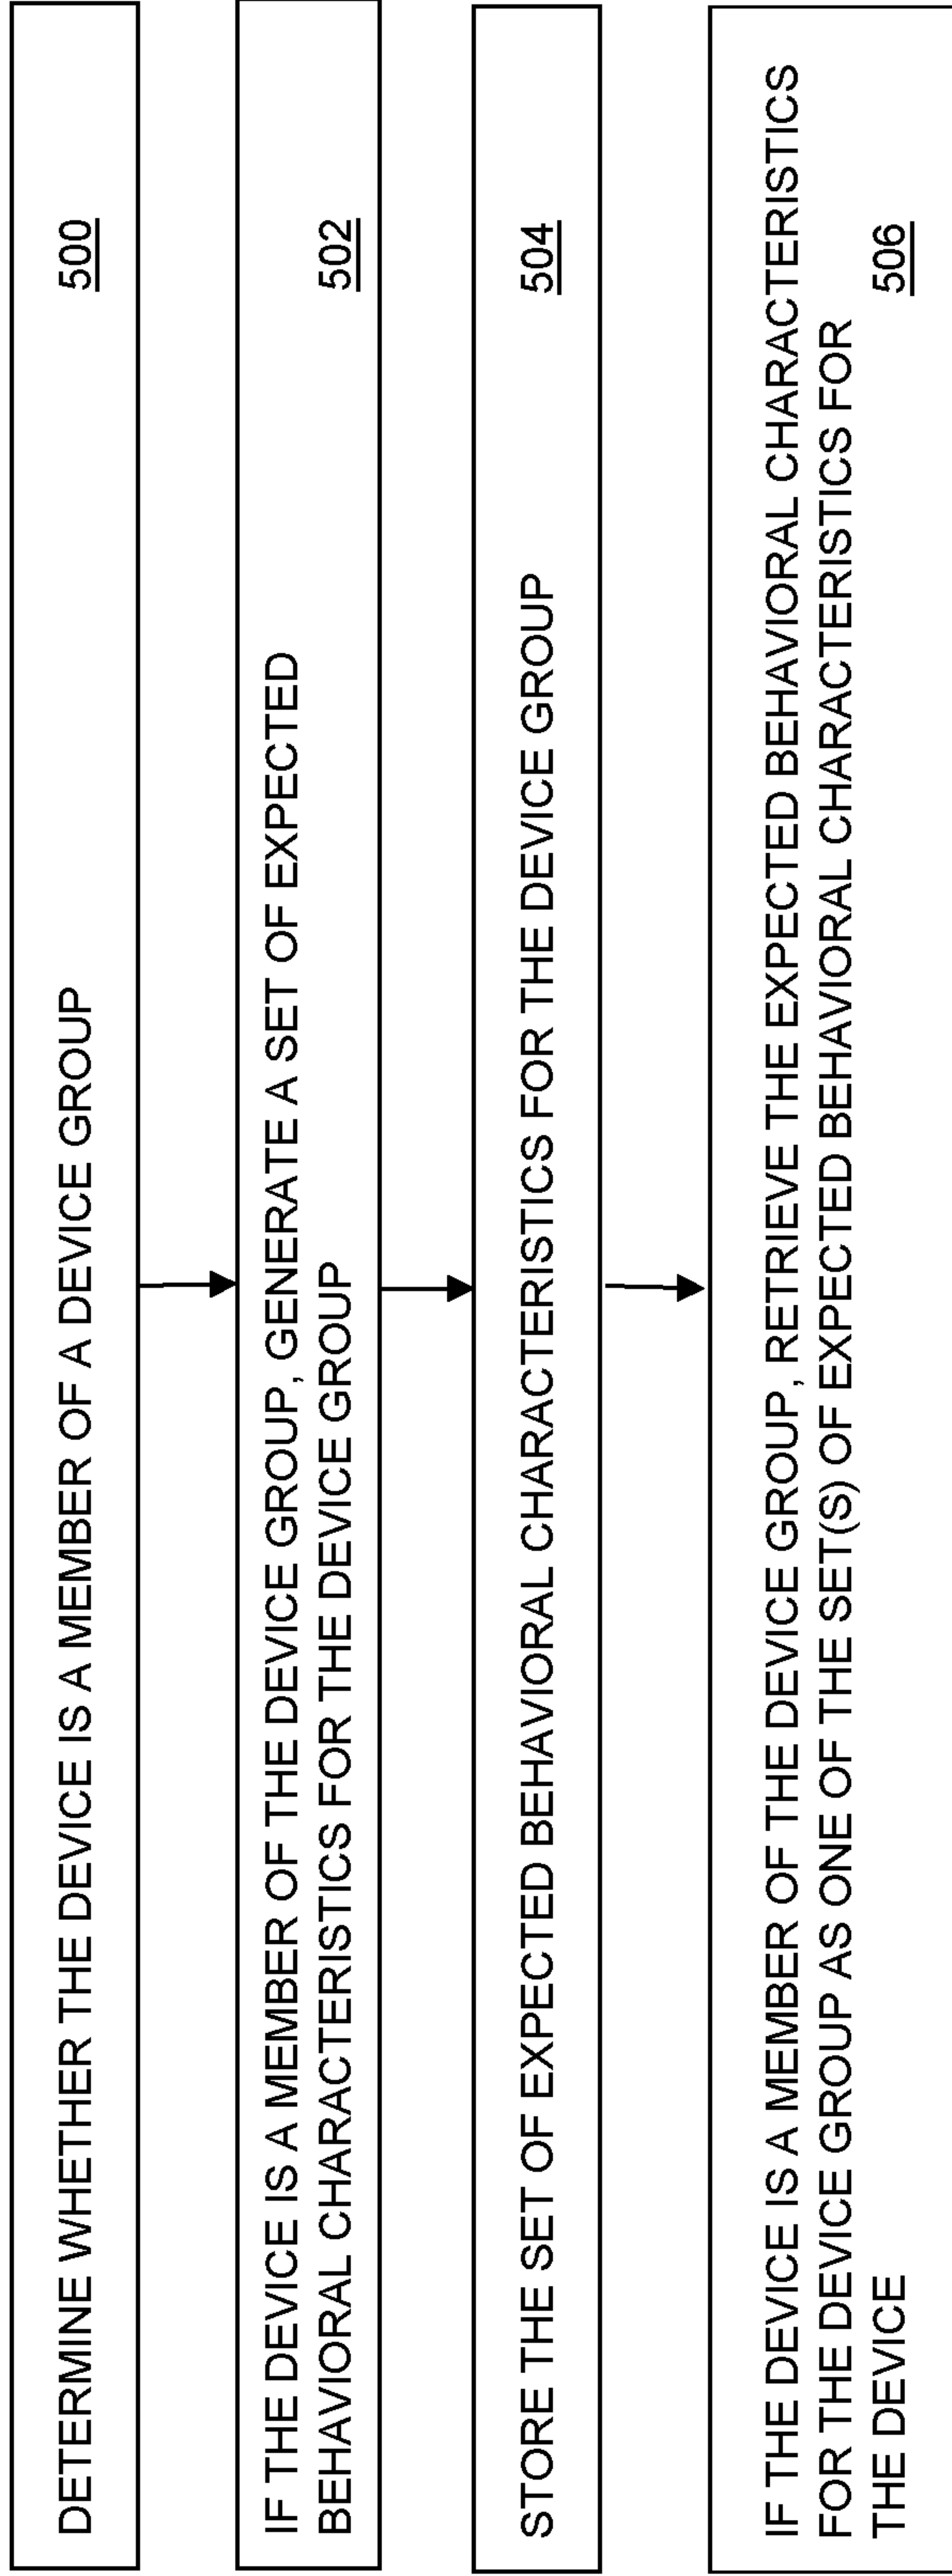 DETERMINE WHETHER THE DEVICE IS A MEMBER OF A DEVICE GROUP
500
IF THE DEVICE IS A MEMBER OF THE DEVICE GROUP, GENERATE A SET OF EXPECTED
BEHAVIORAL CHARACTERISTICS FOR THE DEVICE GROUP
502
STORE THE SET OF EXPECTED BEHAVIORAL CHARACTERISTICS FOR THE DEVICE GROUP
504
IF THE DEVICE IS A MEMBER OF THE DEVICE GROUP, RETRIEVE THE EXPECTED BEHAVIORAL CHARACTERISTICS
FOR THE DEVICE GROUP AS ONE OF THE SET(S) OF EXPECTED BEHAVIORAL CHARACTERISTICS FOR
THE DEVICE
506